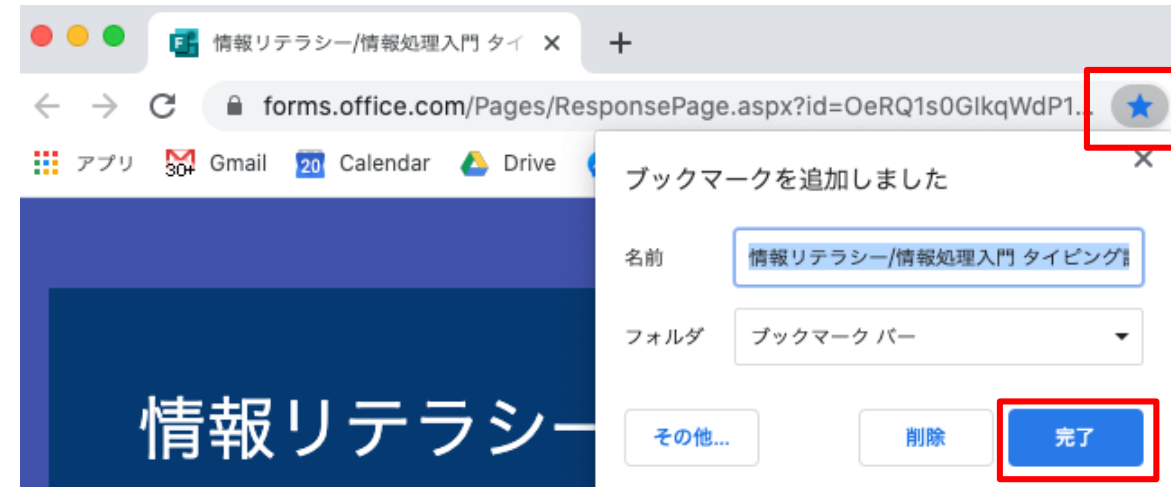 情報リテラシー/情報処理入門 タイ
forms.office.com/Pages/ResponsePage.aspx?id=OeRQ1s0GIkqWdP1...
アプリ 30+ Gmail 20 Calendar Drive
ブックマークを追加しました
名前 情報リテラシー/情報処理入門 タイピング
フォルダ ブックマーク バー
その他... 削除 完了
情報リテラシー